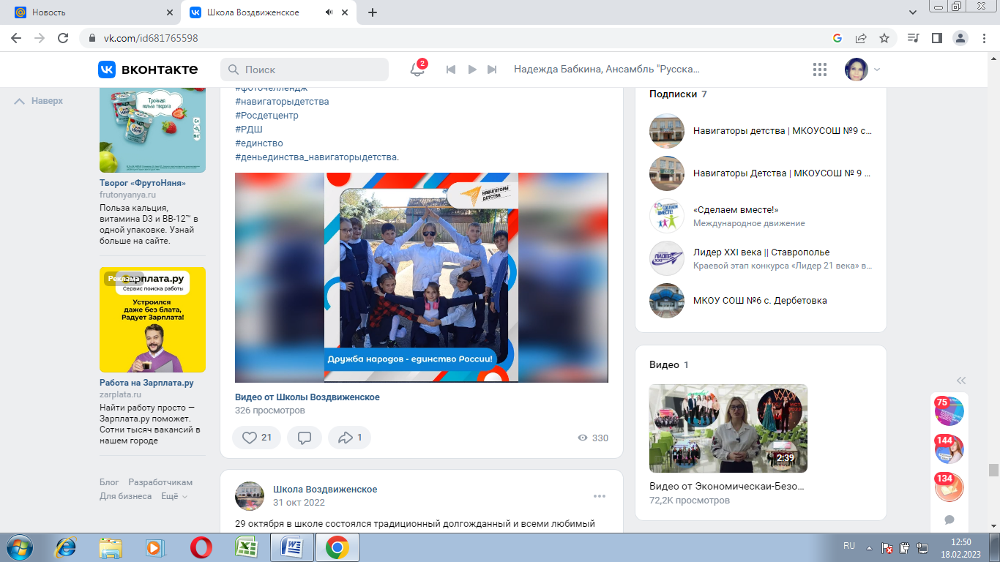 Новость
Школа Воздвиженское
vk.com/id681765598
вконтакте
Поиск
2
Надежда Бабкина, Ансамбль "Русска…
Наверх
Тройная
польза творога
Творог «ФрутоНяня»
frutonyanya.ru
Польза кальция,
витамина D3 и BB-12™ в
одной упаковке. Узнай
больше на сайте.
Реклама
зарплата.ру
Сервис поиска работы
Устроился
даже без блата,
Радует Зарплата!
Работа на Зарплата.ру
zarplata.ru
Найти работу просто —
Зарплата.ру поможет.
Сотни тысяч вакансий в
нашем городе
Блог Разработчикам
Для бизнеса Ещё
#фоточеллендж
#навигаторыдетства
#Росдетцентр
#РДШ
#единство
#деньединства_навигаторыдетства.
НАВИГАТОРЫ
ДЕТСТВА
Дружба народов - единство России!
Видео от Школы Воздвиженское
326 просмотров
21
1
330
Школа Воздвиженское
31 окт 2022
29 октября в школе состоялся традиционный долгожданный и всеми любимый
Подписки 7
Навигаторы детства | МКОУСОШ №9 с…
Навигаторы Детства | МКОУСОШ № 9 …
СДЕЛАЕМ
ВМЕСТЕ!
«Сделаем вместе!»
Международное движение
ЛИДЕР
XXI
Лидер XXI века || Ставрополье
Краевой этап конкурса «Лидер 21 века» в…
МКОУ СОШ №6 с. Дербетовка
Видео 1
2:39
Видео от Экономическаи-Безо…
72,2K просмотров
75
144
134
RU
12:50
18.02.2023